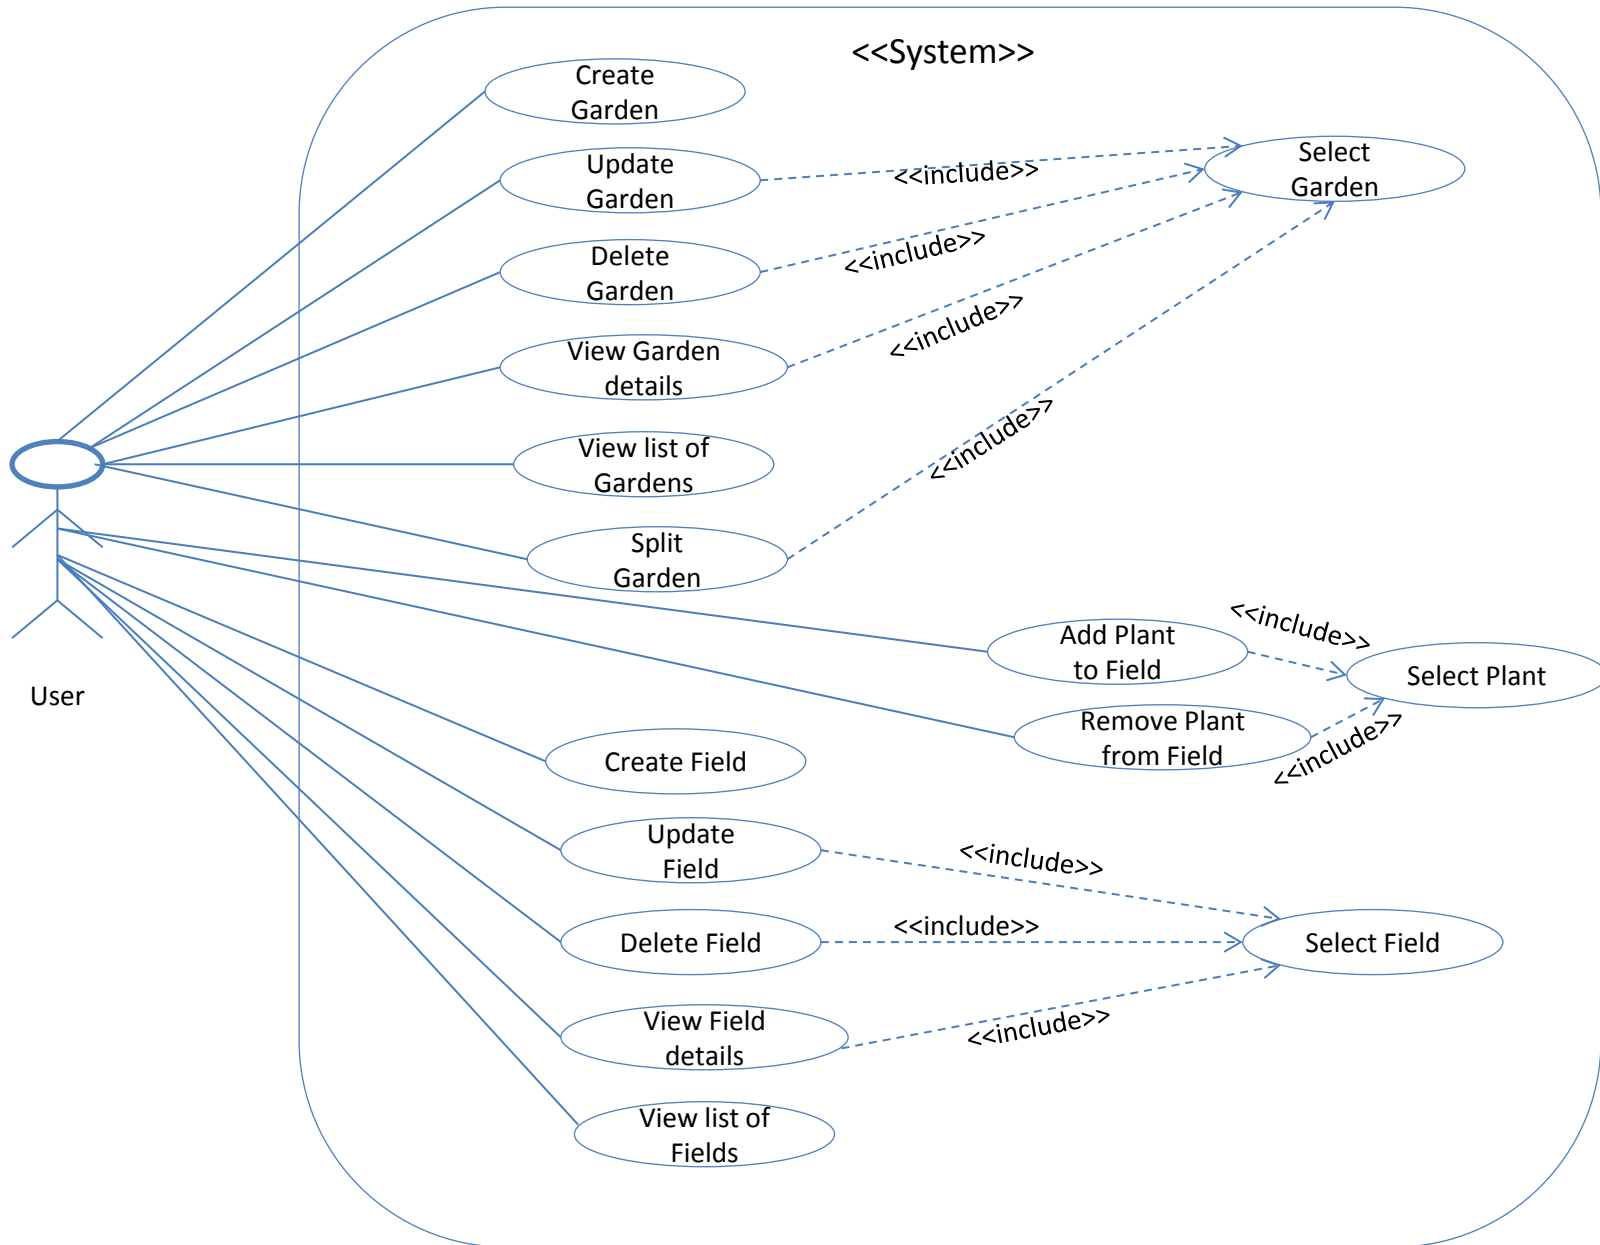 <<System>>
Create
Garden
Update
Garden
<<include>>
Select
Garden
Delete
Garden
<<include>>
View Garden
details
<<include>>
View list of
Gardens
<<include>>
Split
Garden
Add Plant
to Field
<<include>>
Select Plant
User
Remove Plant
from Field
<<include>>
Create Field
Update
Field
<<include>>
Delete Field
<<include>>
Select Field
View Field
details
<<include>>
View list of
Fields